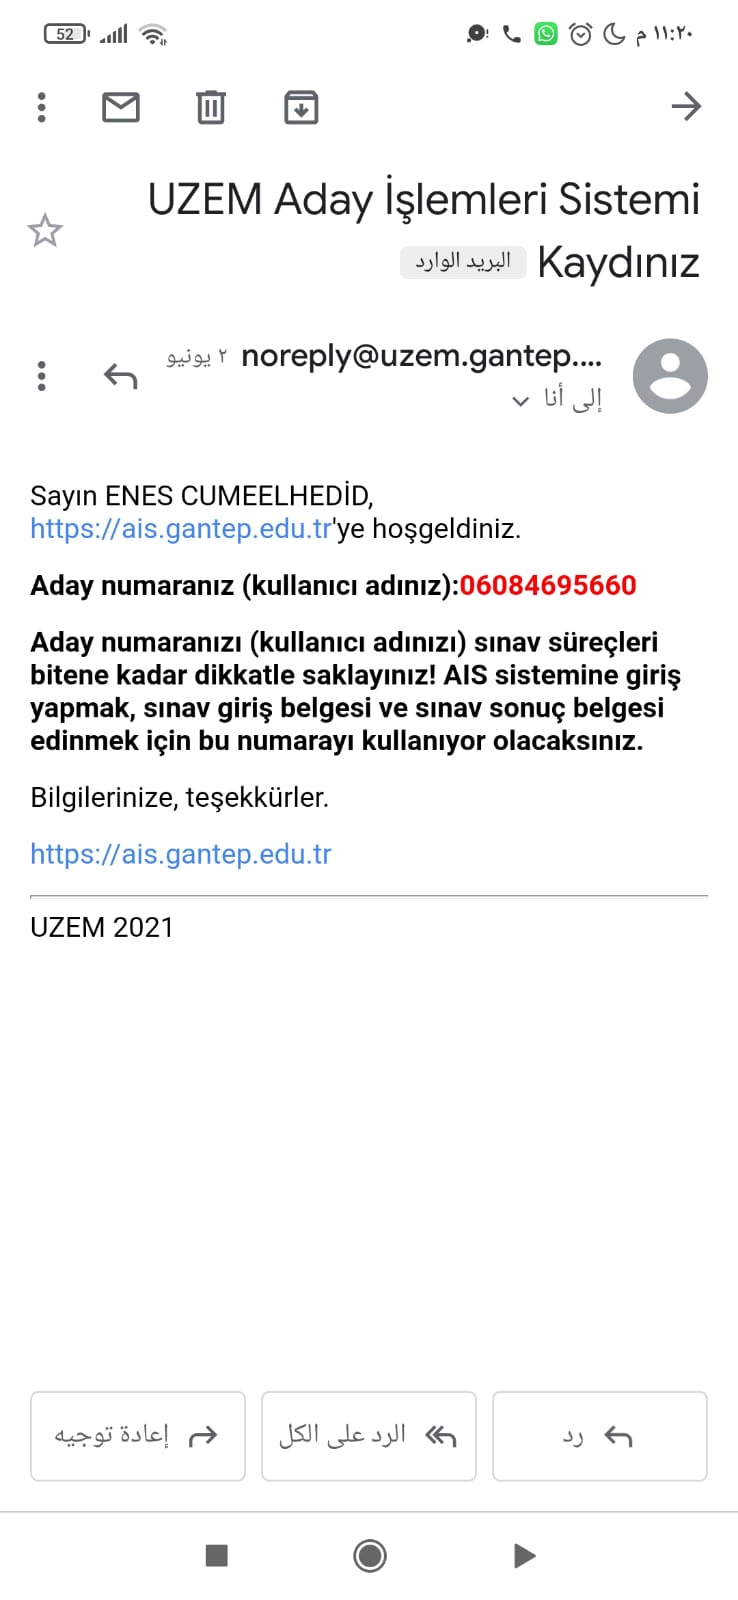 52
م ١١:٢٠
UZEM Aday İşlemleri Sistemi
Kaydınız البريد الوارد
noreply@uzem.gantep.... ٢ يونيو
إلى أنا
Sayın ENES CUMEELHEDİD,
https://ais.gantep.edu.tr'ye hoşgeldiniz.
Aday numaranız (kullanıcı adınız):06084695660
Aday numaranızı (kullanıcı adınızı) sınav süreçleri
bitene kadar dikkatle saklayınız! AIS sistemine giriş
yapmak, sınav giriş belgesi ve sınav sonuç belgesi
edinmek için bu numarayı kullanıyor olacaksınız.
Bilgilerinize, teşekkürler.
https://ais.gantep.edu.tr
UZEM 2021
رد
الرد على الكل
إعادة توجيه